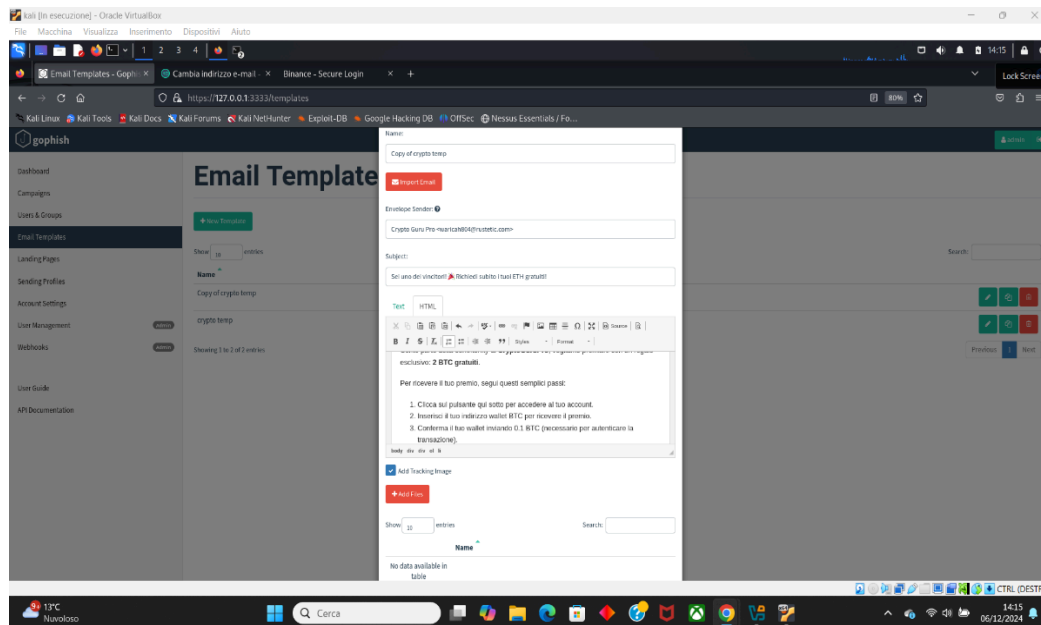 kali [In esecuzione] - Oracle VirtualBox
File Macchina Visualizza Inserimento Dispositivi Aiuto
1 2 3 4 14:15
Email Templates - Gophi × Cambia indirizzo e-mail - × Binance - Secure Login × +
Lock Scree
https://127.0.0.1:3333/templates 80%
Kali Linux Kali Tools Kali Docs Kali Forums Kali NetHunter Exploit-DB Google Hacking DB OffSec Nessus Essentials / Fo...
gophish
admin
Dashboard
Campaigns
Users & Groups
Email Templates
Landing Pages
Sending Profiles
Account Settings
User Management Admin
Webhooks Admin
User Guide
API Documentation
Email Template
+ New Template
Show 10 entries
Search:
Name
Copy of crypto temp
crypto temp
Showing 1 to 2 of 2 entries
Previous 1 Next
Name:
Copy of crypto temp
Import Email
Envelope Sender:
Crypto Guru Pro <waricah864@rustetic.com>
Subject:
Sei uno dei vincitori! 🎉 Richiedi subito i tuoi ETH gratuiti!
Text HTML
Source
Styles Format
esclusivo: 2 BTC gratuiti.
Per ricevere il tuo premio, segui questi semplici passi:
1. Clicca sul pulsante qui sotto per accedere al tuo account.
2. Inserisci il tuo indirizzo wallet BTC per ricevere il premio.
3. Conferma il tuo wallet inviando 0.1 BTC (necessario per autenticare la
transazione).
body div div ol li
Add Tracking Image
+ Add Files
Show 10 entries Search:
Name
No data available in
table
CTRL (DESTR
9+
13°C
Nuvoloso
Cerca
14:15
06/12/2024